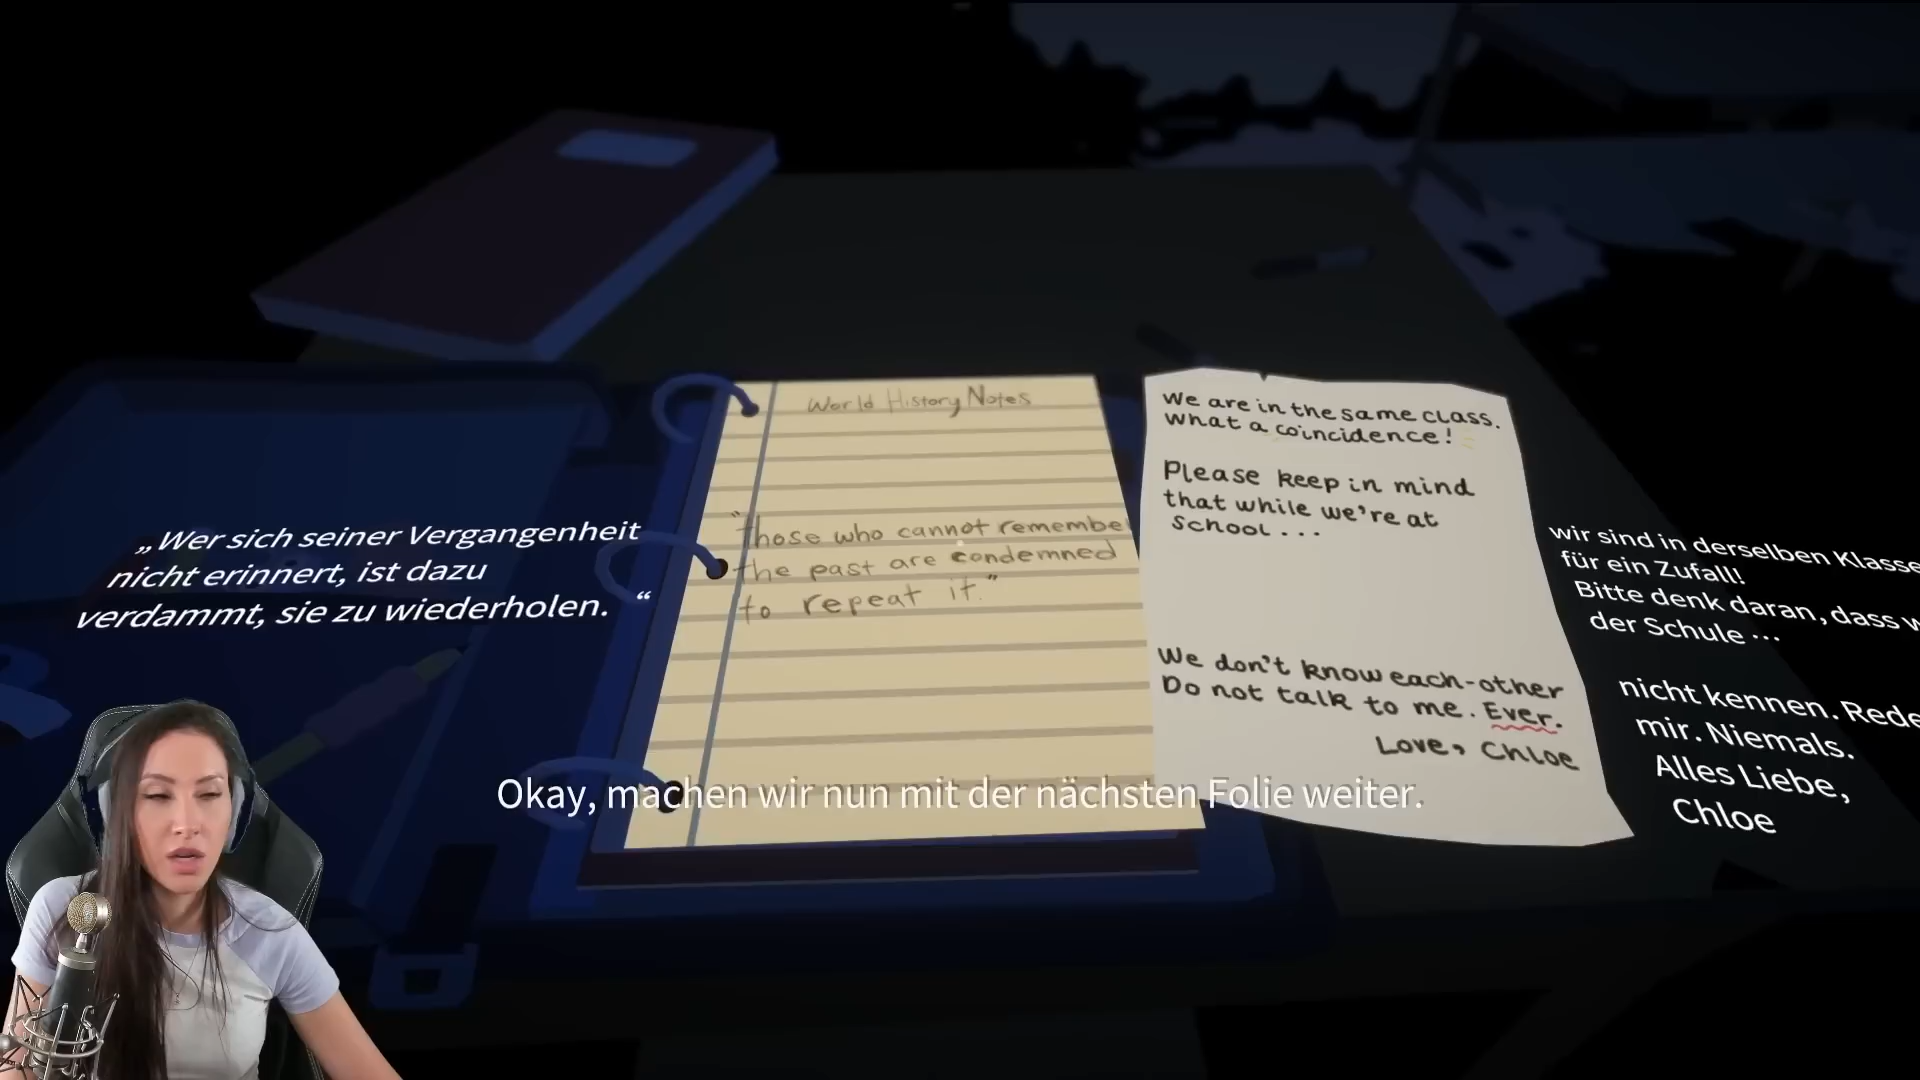 World History Notes
"Those who cannot remember
the past are condemned
to repeat it."
„Wer sich seiner Vergangenheit
nicht erinnert, ist dazu
verdammt, sie zu wiederholen. “
We are in the same class.
What a coincidence!
Please keep in mind
that while we're at
school...
We don't know each-other
Do not talk to me. Ever.
Love, Chloe
wir sind in derselben Klasse
für ein Zufall!
Bitte denk daran, dass
der Schule ...
nicht kennen. Rede
mir. Niemals.
Alles Liebe,
Chloe
Okay, machen wir nun mit der nächsten Folie weiter.